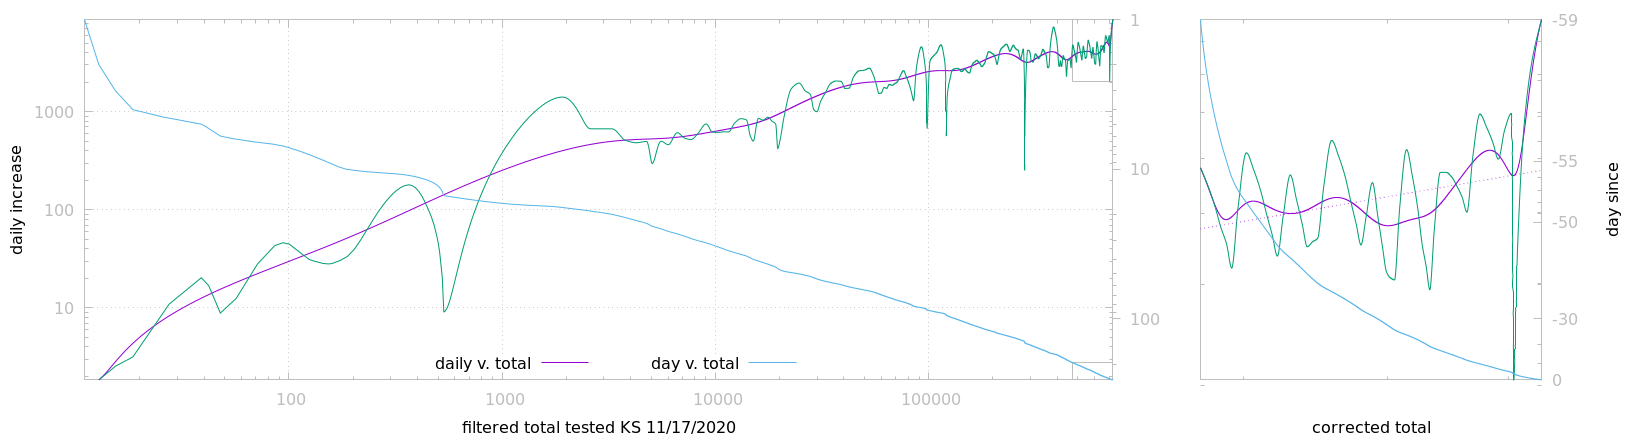 daily increase
1000
100
10
100
1000
10000
100000
filtered total tested KS 11/17/2020
daily v. total
day v. total
1
10
100
corrected total
-59
-55
-50
-30
0
day since